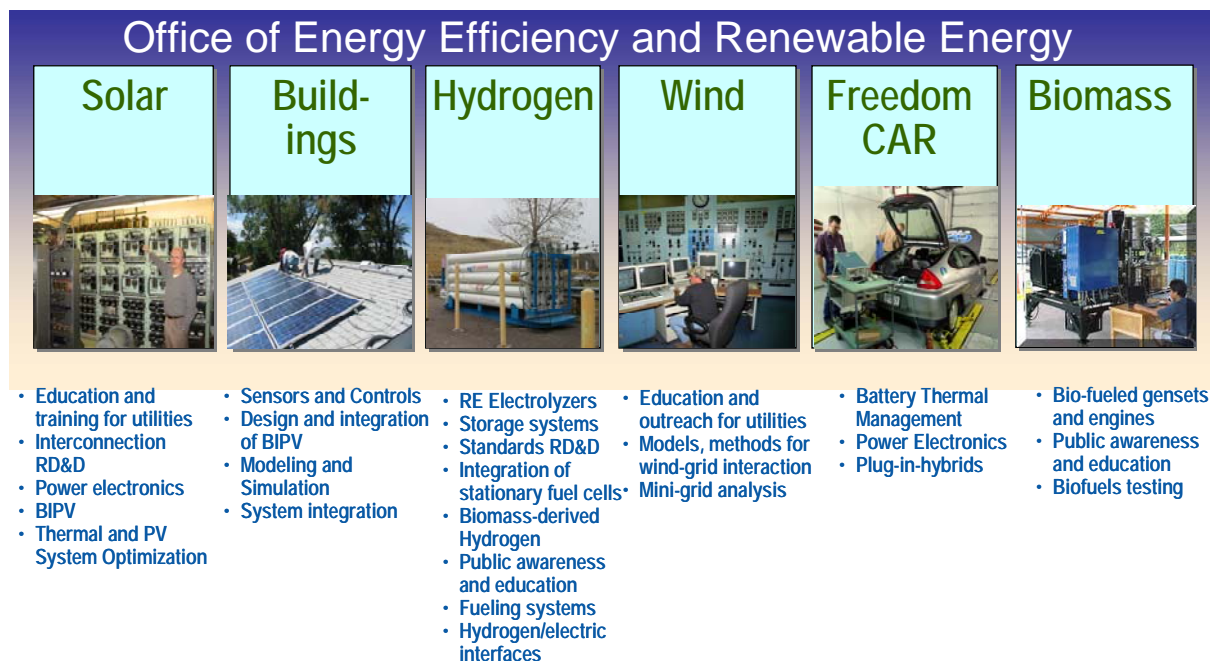 Office of Energy Efficiency and Renewable Energy
Solar
Build-
ings
Hydrogen
Wind
Freedom
CAR
Biomass
• Education and
training for utilities
• Interconnection
RD&D
• Power electronics
• BIPV
• Thermal and PV
System Optimization
• Sensors and Controls
• Design and integration
of BIPV
• Modeling and
Simulation
• System integration
• RE Electrolyzers
• Storage systems
• Standards RD&D
• Integration of
stationary fuel cells
• Biomass-derived
Hydrogen
• Public awareness
and education
• Fueling systems
• Hydrogen/electric
interfaces
• Education and
outreach for utilities
• Models, methods for
wind-grid interaction
• Mini-grid analysis
• Battery Thermal
Management
• Power Electronics
• Plug-in-hybrids
• Bio-fueled gensets
and engines
• Public awareness
and education
• Biofuels testing